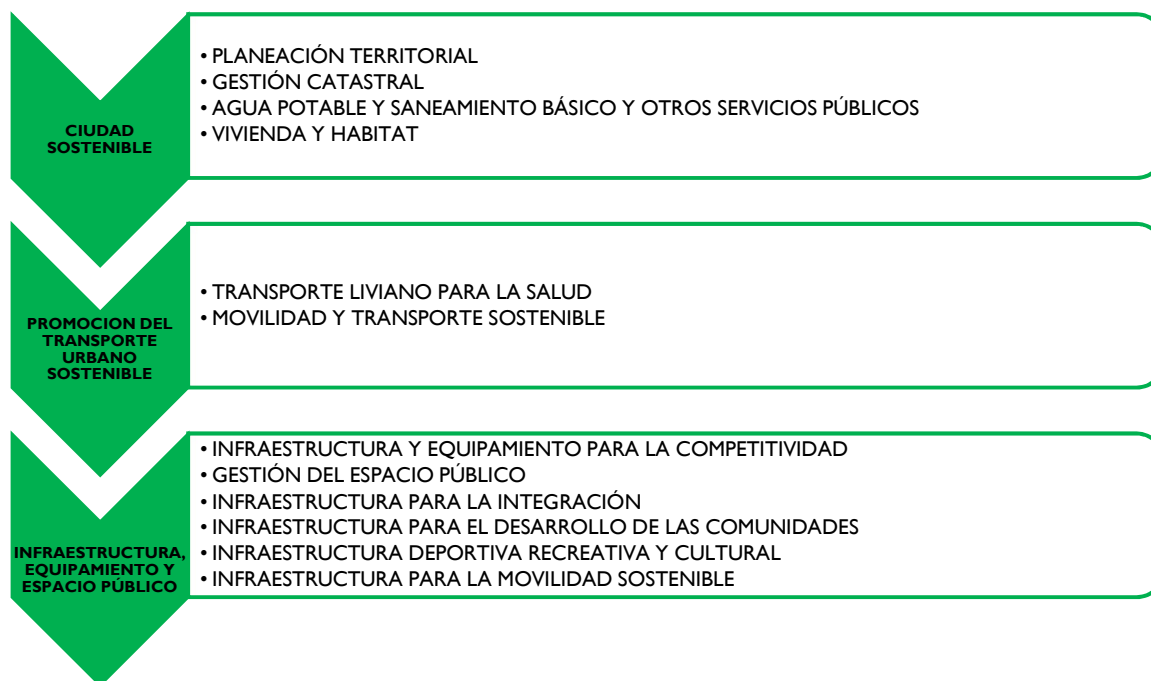 CIUDAD
SOSTENIBLE
• PLANEACIÓN TERRITORIAL
• GESTIÓN CATASTRAL
• AGUA POTABLE Y SANEAMIENTO BÁSICO Y OTROS SERVICIOS PÚBLICOS
• VIVIENDA Y HABITAT
PROMOCION DEL
TRANSPORTE
URBANO
SOSTENIBLE
• TRANSPORTE LIVIANO PARA LA SALUD
• MOVILIDAD Y TRANSPORTE SOSTENIBLE
INFRAESTRUCTURA,
EQUIPAMIENTO Y
ESPACIO PÚBLICO
• INFRAESTRUCTURA Y EQUIPAMIENTO PARA LA COMPETITIVIDAD
• GESTIÓN DEL ESPACIO PÚBLICO
• INFRAESTRUCTURA PARA LA INTEGRACIÓN
• INFRAESTRUCTURA PARA EL DESARROLLO DE LAS COMUNIDADES
• INFRAESTRUCTURA DEPORTIVA RECREATIVA Y CULTURAL
• INFRAESTRUCTURA PARA LA MOVILIDAD SOSTENIBLE